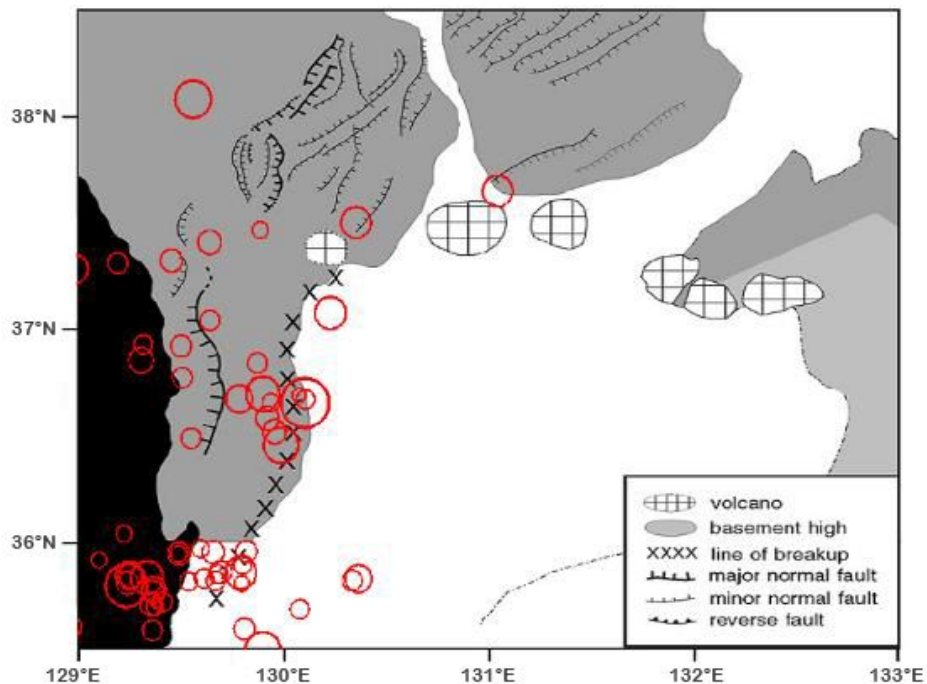 38°N
37°N
36°N
volcano
basement high
XXXX line of breakup
major normal fault
minor normal fault
reverse fault
129°E 130°E 131°E 132°E 133°E